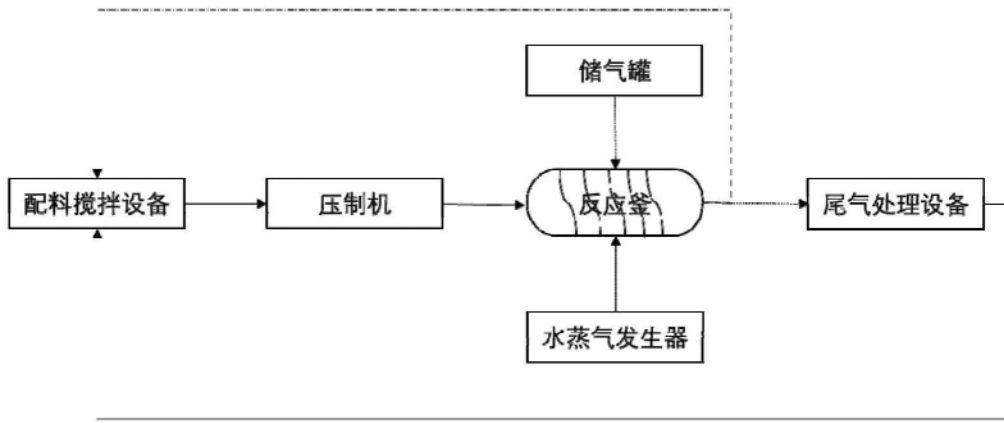 储气罐
配料搅拌设备
压制机
反应釜
尾气处理设备
水蒸气发生器